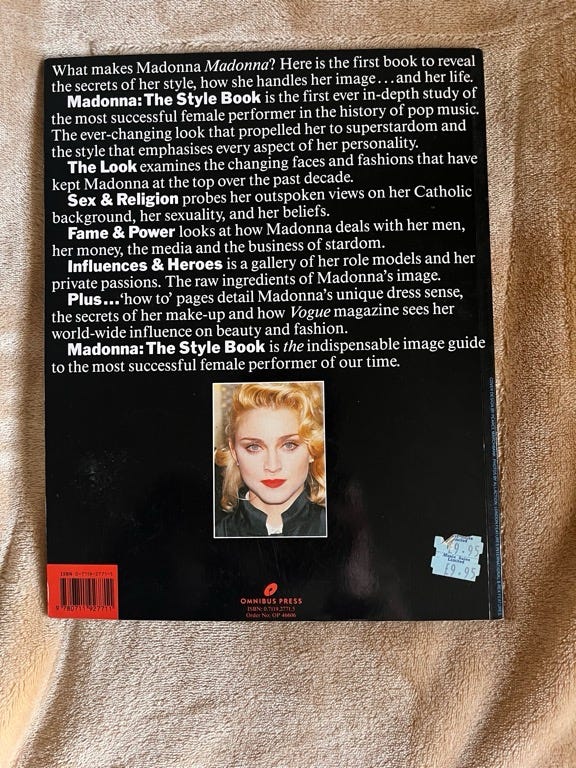 What makes Madonna Madonna? Here is the first book to reveal
the secrets of her style, how she handles her image...and her life.
Madonna: The Style Book is the first ever in-depth study of
the most successful female performer in the history of pop music.
The ever-changing look that propelled her to superstardom and
the style that emphasises every aspect of her personality.
The Look examines the changing faces and fashions that have
kept Madonna at the top over the past decade.
Sex & Religion probes her outspoken views on her Catholic
background, her sexuality, and her beliefs.
Fame & Power looks at how Madonna deals with her men,
her money, the media and the business of stardom.
Influences & Heroes is a gallery of her role models and her
private passions. The raw ingredients of Madonna's image.
Plus...'how to' pages detail Madonna's unique dress sense,
the secrets of her make-up and how Vogue magazine sees her
world-wide influence on beauty and fashion.
Madonna: The Style Book is the indispensable image guide
to the most successful female performer of our time.
£9.95
£9.95
ISBN 0-7119-2771-5
9 780711 927711
OMNIBUS PRESS
ISBN: 0.7119.2771.5
Order No: OP 46606